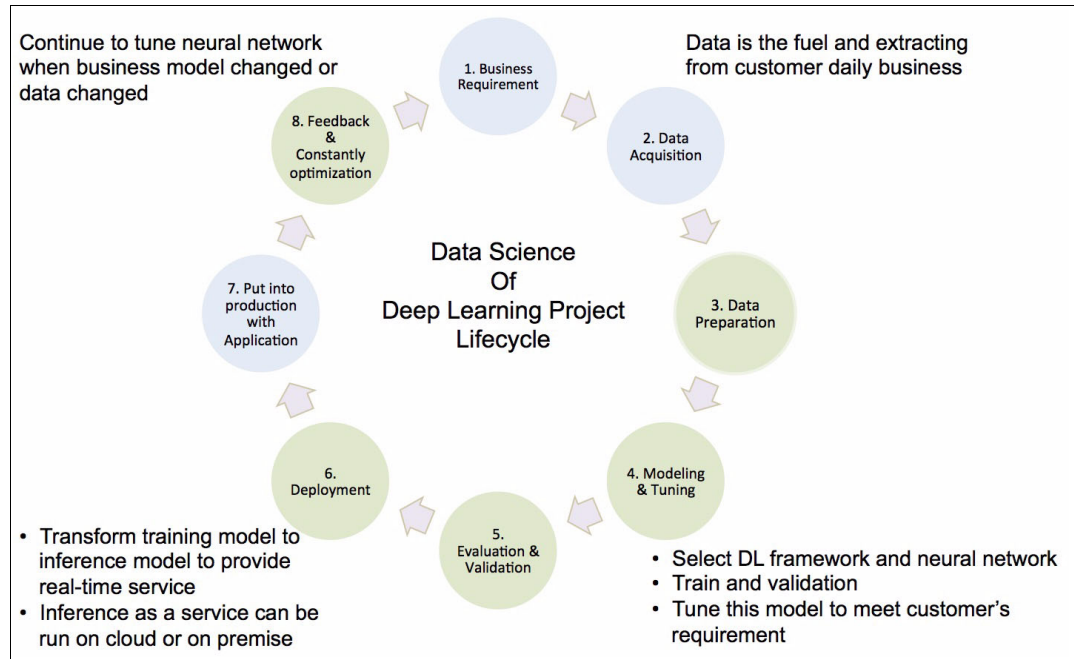 Continue to tune neural network
when business model changed or
data changed
Data is the fuel and extracting
from customer daily business
1. Business
Requirement
2. Data
Acquisition
3. Data
Preparation
4. Modeling
& Tuning
5.
Evaluation &
Validation
6.
Deployment
7. Put into
production
with
Application
8. Feedback
&
Constantly
optimization
Data Science
Of
Deep Learning Project
Lifecycle
• Transform training model to
inference model to provide
real-time service
• Inference as a service can be
run on cloud or on premise
• Select DL framework and neural network
• Train and validation
• Tune this model to meet customer's
requirement